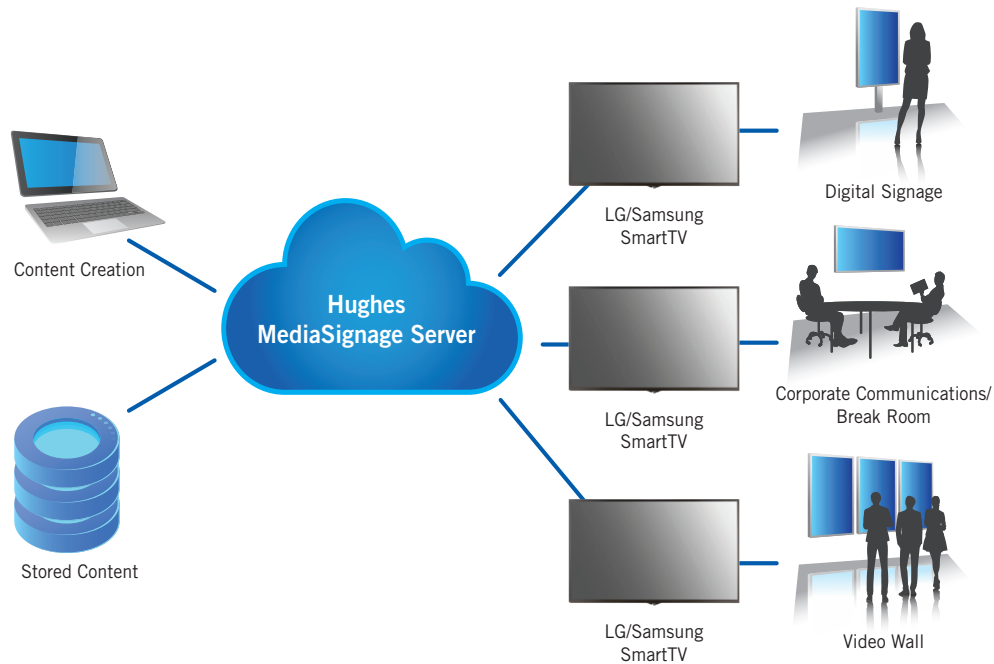 Content Creation
Stored Content
Hughes
MediaSignage Server
LG/Samsung
SmartTV
Digital Signage
LG/Samsung
SmartTV
Corporate Communications/
Break Room
LG/Samsung
SmartTV
Video Wall